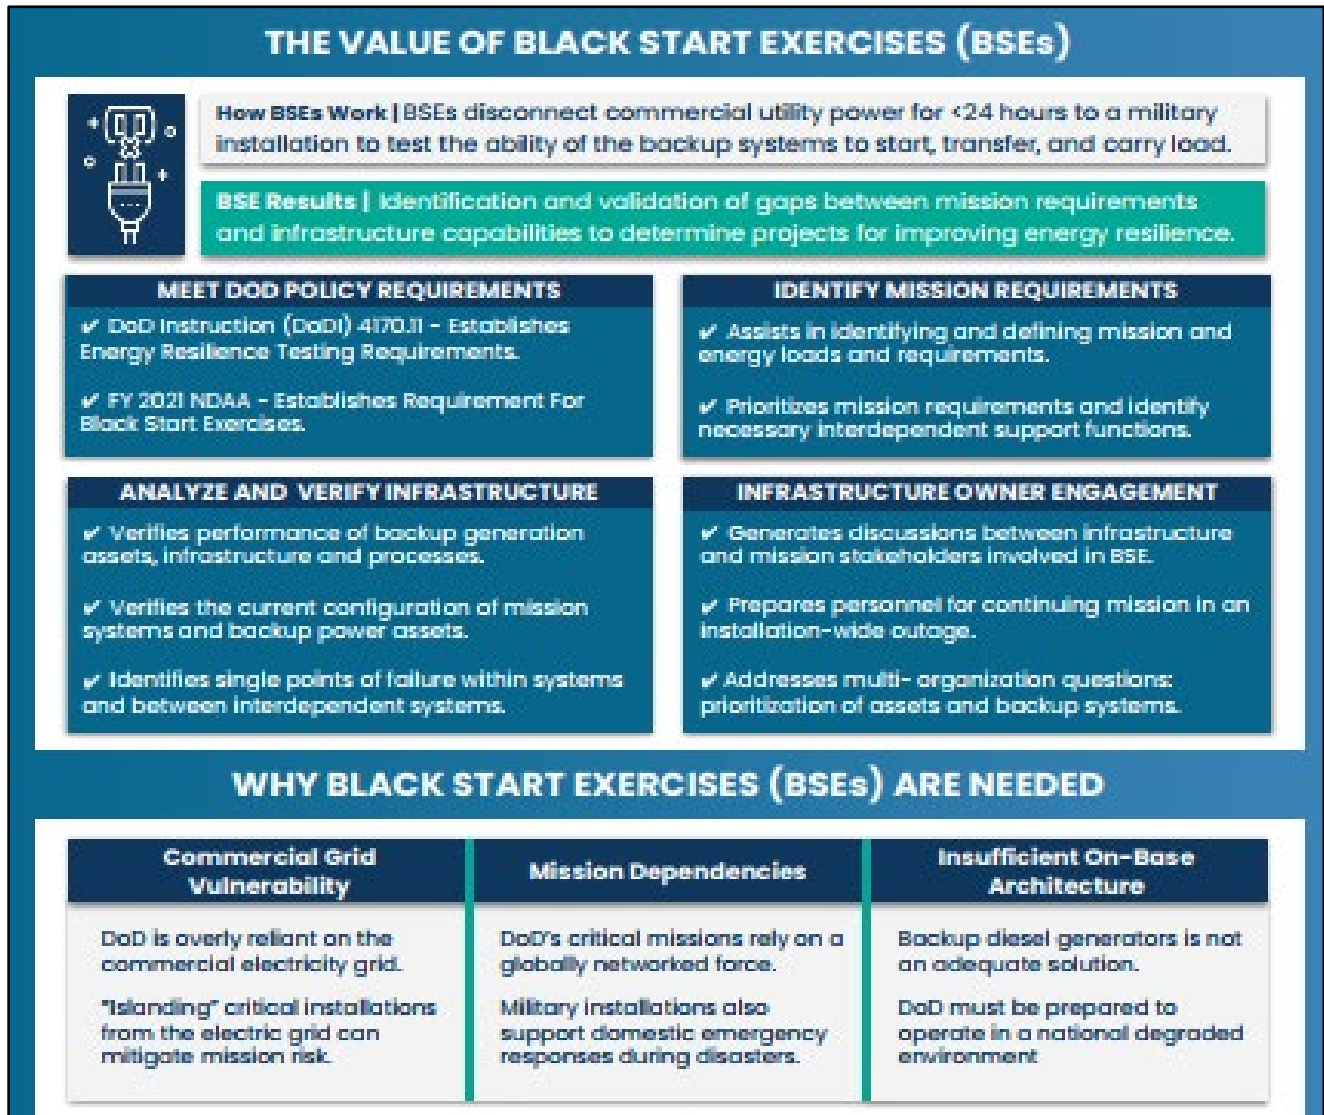 THE VALUE OF BLACK START EXERCISES (BSEs)
How BSEs Work | BSEs disconnect commercial utility power for <24 hours to a military
installation to test the ability of the backup systems to start, transfer, and carry load.
BSE Results | Identification and validation of gaps between mission requirements
and infrastructure capabilities to determine projects for improving energy resilience.
MEET DOD POLICY REQUIREMENTS
✔ DoD Instruction (DoDI) 4170.11 - Establishes
Energy Resilience Testing Requirements.
✔ FY 2021 NDAA - Establishes Requirement For
Black Start Exercises.
IDENTIFY MISSION REQUIREMENTS
✔ Assists in identifying and defining mission and
energy loads and requirements.
✔ Prioritizes mission requirements and identify
necessary interdependent support functions.
ANALYZE AND VERIFY INFRASTRUCTURE
✔ Verifies performance of backup generation
assets, infrastructure and processes.
✔ Verifies the current configuration of mission
systems and backup power assets.
✔ Identifies single points of failure within systems
and between interdependent systems.
INFRASTRUCTURE OWNER ENGAGEMENT
✔ Generates discussions between infrastructure
and mission stakeholders involved in BSE.
✔ Prepares personnel for continuing mission in an
installation-wide outage.
✔ Addresses multi- organization questions:
prioritization of assets and backup systems.
WHY BLACK START EXERCISES (BSEs) ARE NEEDED
Commercial Grid
Vulnerability
DoD is overly reliant on the
commercial electricity grid.
"Islanding" critical installations
from the electric grid can
mitigate mission risk.
Mission Dependencies
DoD's critical missions rely on a
globally networked force.
Military installations also
support domestic emergency
responses during disasters.
Insufficient On-Base
Architecture
Backup diesel generators is not
an adequate solution.
DoD must be prepared to
operate in a national degraded
environment